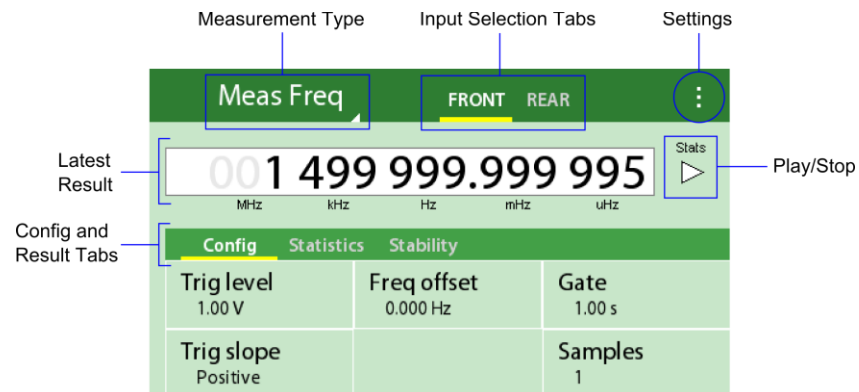 Measurement Type Input Selection Tabs Settings
Meas Freq FRONT REAR
Latest
Result
001 499 999.999 995
MHz kHz Hz mHz uHz
Stats
Play/Stop
Config and
Result Tabs
Config Statistics Stability
Trig level Freq offset Gate
1.00 V 0.000 Hz 1.00 s
Trig slope Samples
Positive 1